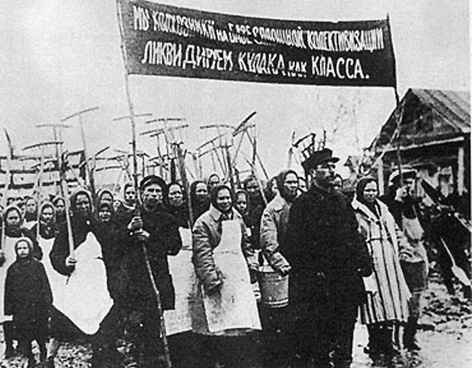 МЫ КОЛХОЗНИКИ НА БАЗЕ СПЛОШНОЙ КОЛЛЕКТИВИЗАЦИИ
ЛИКВИДИРУЕМ КУЛАКА КАК КЛАССА.